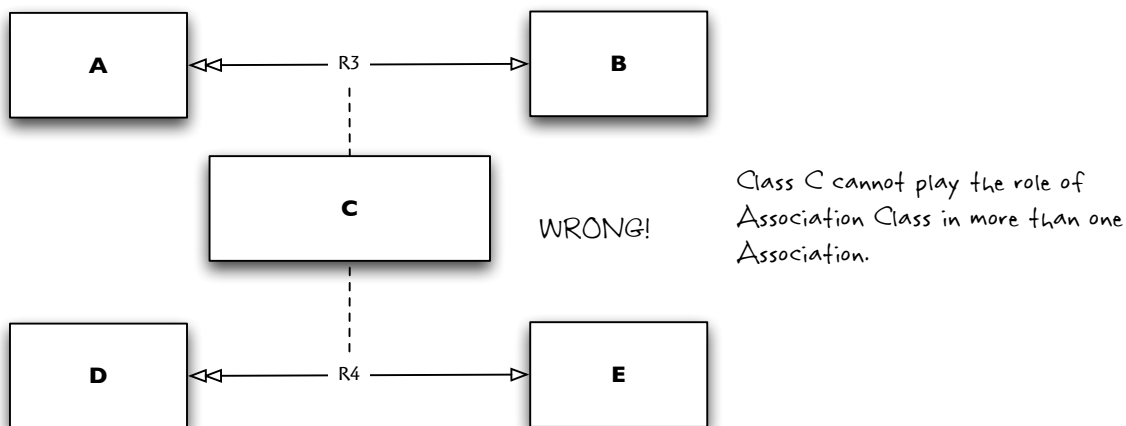 A
R3
B
C
WRONG!
Class C cannot play the role of
Association Class in more than one
Association.
D
R4
E